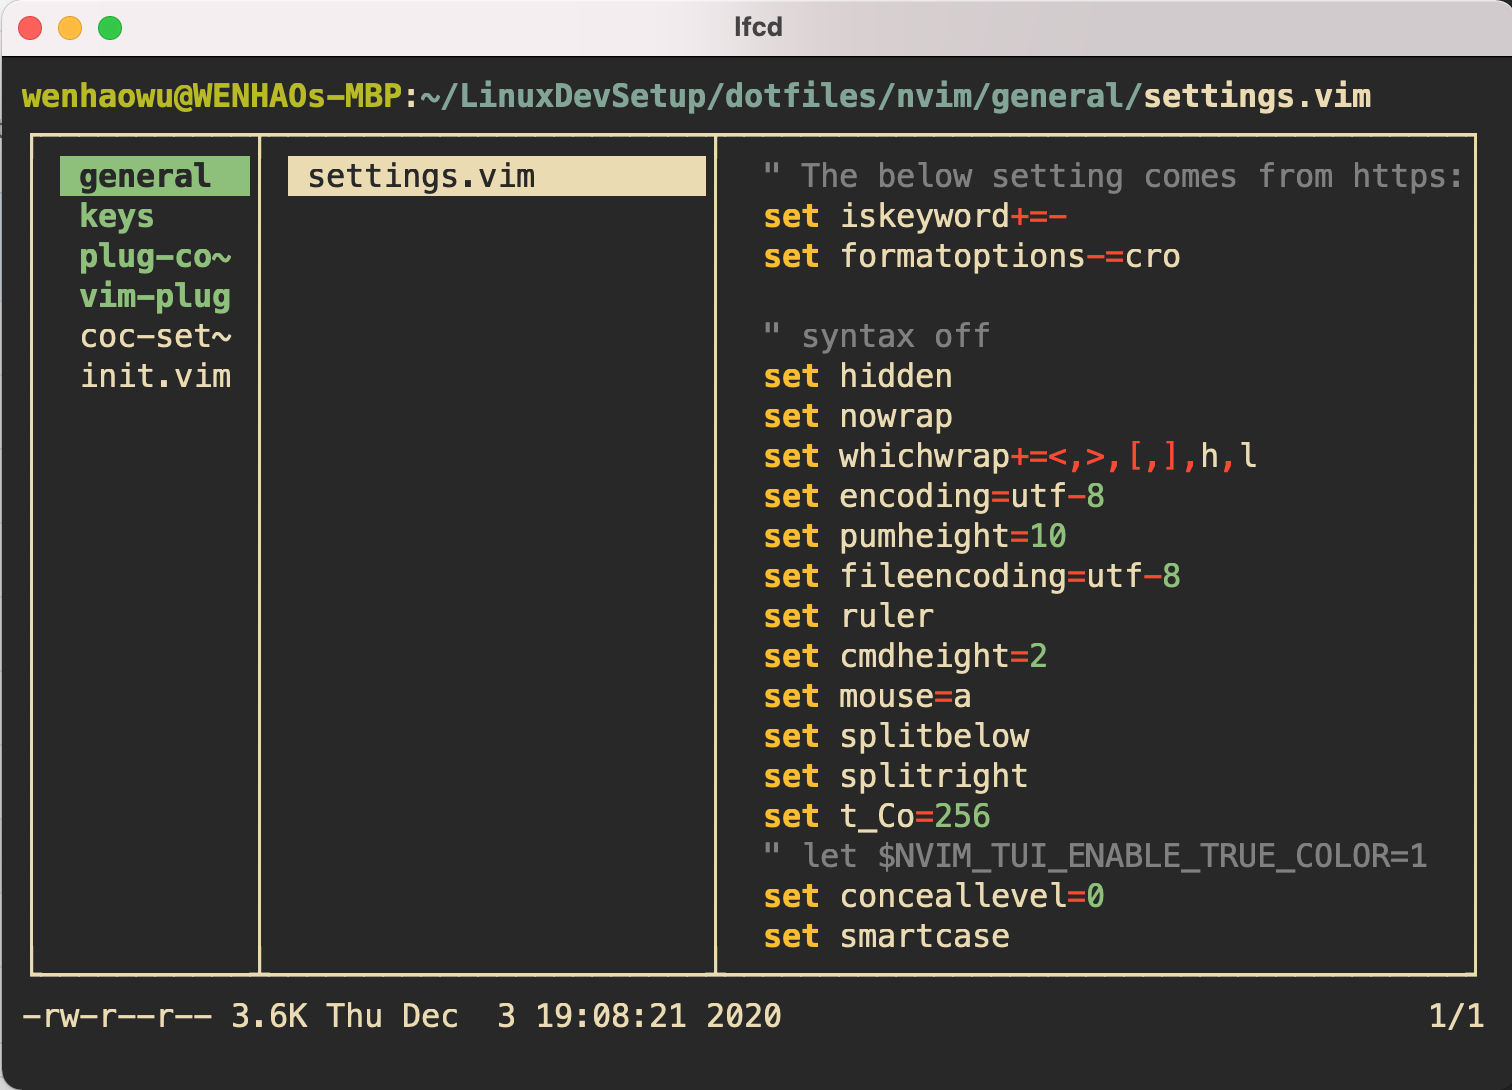 lfcd
wenhaowu@WENHAOs-MBP:~/LinuxDevSetup/dotfiles/nvim/general/settings.vim
general
keys
plug-co~
vim-plug
coc-set~
init.vim
settings.vim
" The below setting comes from https:
set iskeyword+=-
set formatoptions-=cro
" syntax off
set hidden
set nowrap
set whichwrap+=<,>,[,],h,l
set encoding=utf-8
set pumheight=10
set fileencoding=utf-8
set ruler
set cmdheight=2
set mouse=a
set splitbelow
set splitright
set t_Co=256
" let $NVIM_TUI_ENABLE_TRUE_COLOR=1
set conceallevel=0
set smartcase
-rw-r--r-- 3.6K Thu Dec  3 19:08:21 2020
1/1